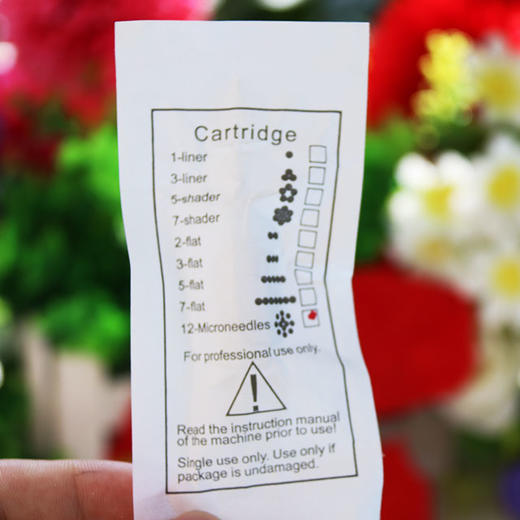 Cartridge
1-liner
3-liner
5-shader
7-shader
2-flat
3-flat
5-flat
7-flat
12-Microneedles
For professional use only.
!
Read the instruction manual
of the machine prior to use!
Single use only. Use only if
package is undamaged.